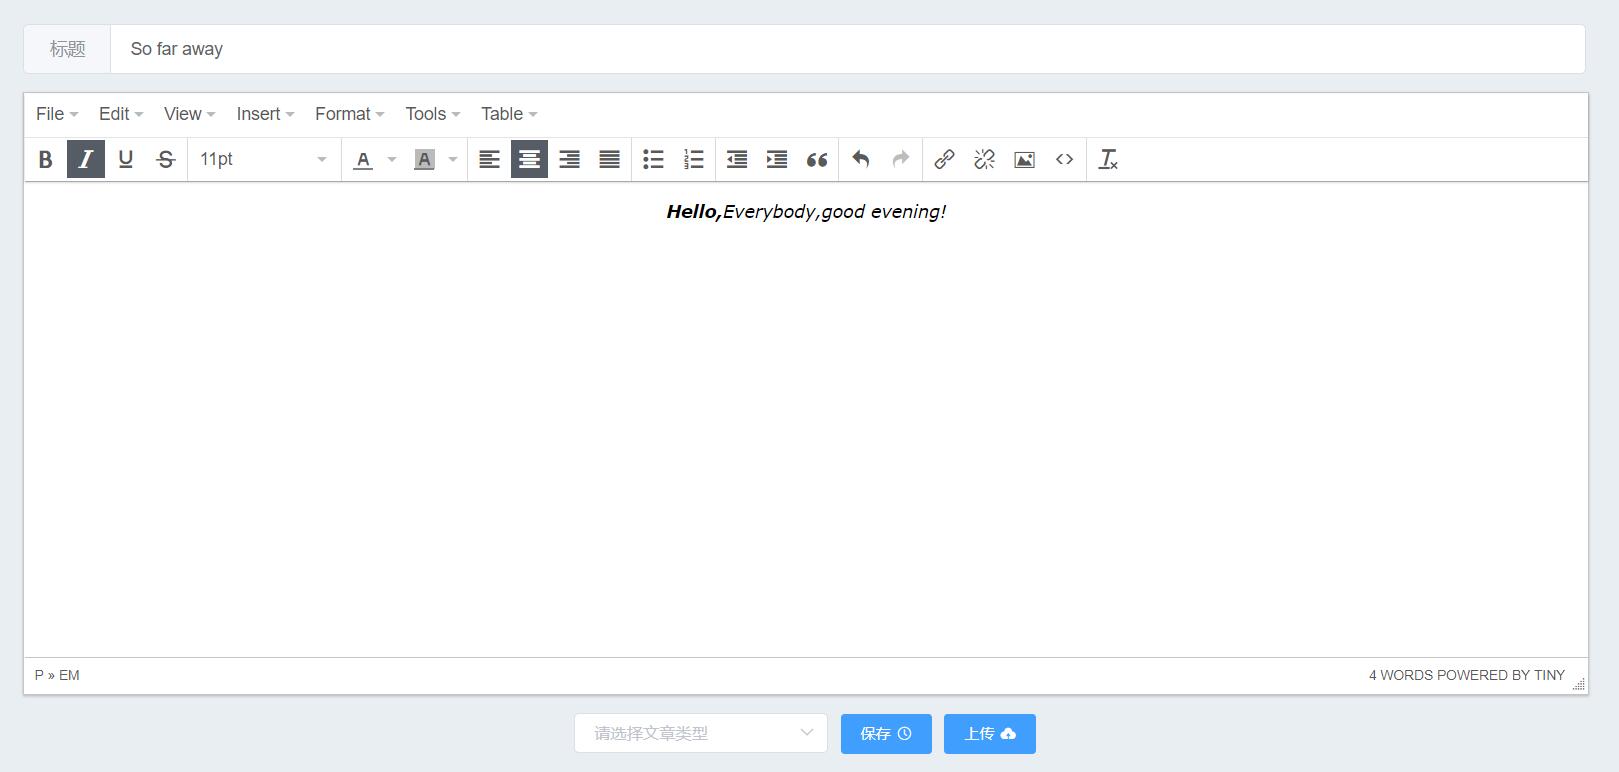 标题 So far away
File Edit View Insert Format Tools Table
B I U S 11pt A A
Hello,Everybody,good evening!
P » EM 4 WORDS POWERED BY TINY
请选择文章类型 保存 上传